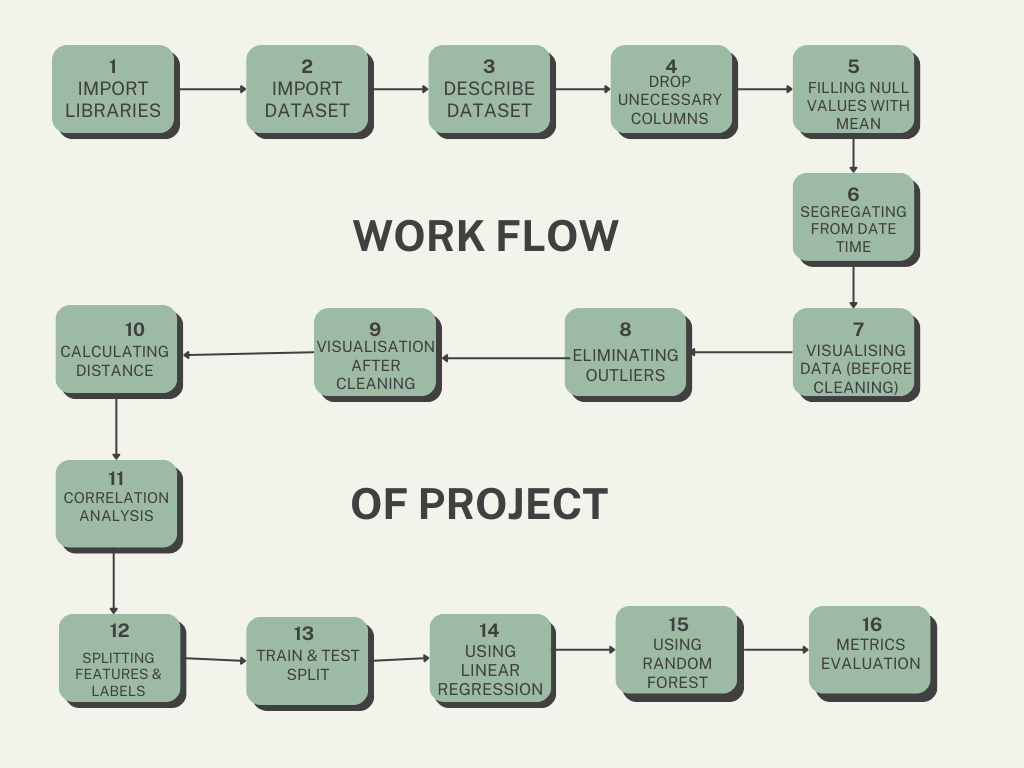 1
IMPORT
LIBRARIES
2
IMPORT
DATASET
3
DESCRIBE
DATASET
4
DROP
UNECESSARY
COLUMNS
5
FILLING NULL
VALUES WITH
MEAN
6
SEGREGATING
FROM DATE
TIME
WORK FLOW
7
VISUALISING
DATA (BEFORE
CLEANING)
8
ELIMINATING
OUTLIERS
9
VISUALISATION
AFTER
CLEANING
10
CALCULATING
DISTANCE
11
CORRELATION
ANALYSIS
OF PROJECT
12
SPLITTING
FEATURES &
LABELS
13
TRAIN & TEST
SPLIT
14
USING
LINEAR
REGRESSION
15
USING
RANDOM
FOREST
16
METRICS
EVALUATION